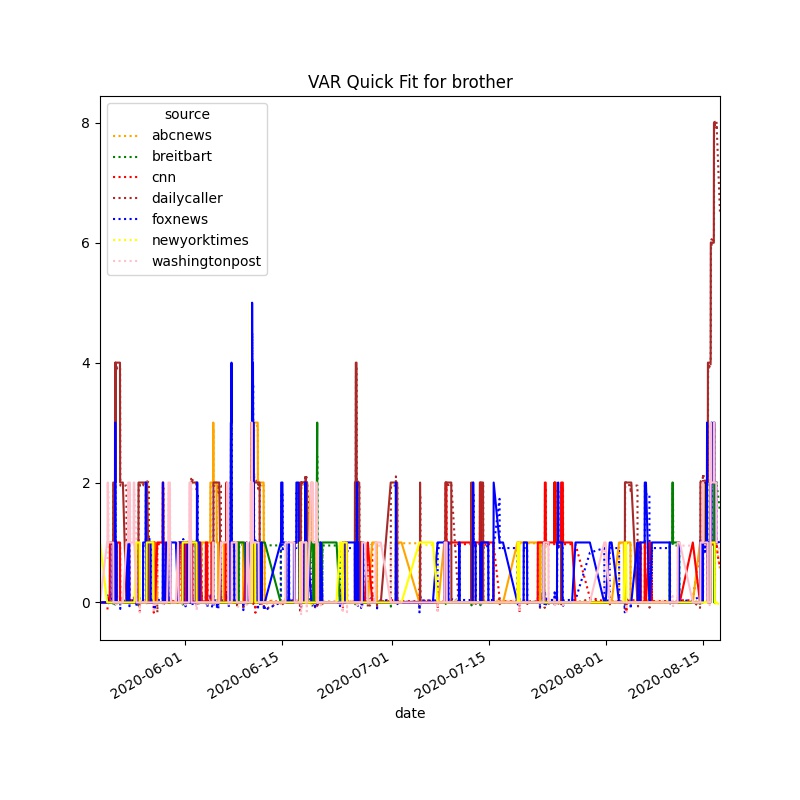 VAR Quick Fit for brother
source
abcnews
breitbart
cnn
dailycaller
foxnews
newyorktimes
washingtonpost
8
6
4
2
0
2020-06-01
2020-06-15
2020-07-01
2020-07-15
2020-08-01
2020-08-15
date